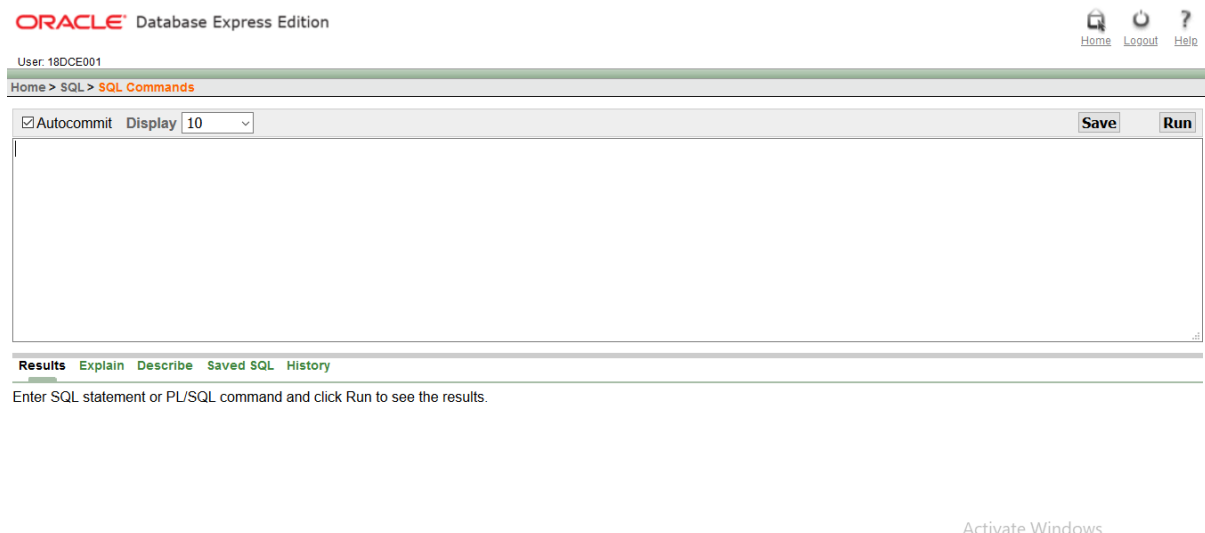 ORACLE Database Express Edition
Home Logout Help
User: 18DCE001
Home > SQL > SQL Commands
Autocommit Display 10 Save Run
Results Explain Describe Saved SQL History
Enter SQL statement or PL/SQL command and click Run to see the results.
Activate Windows